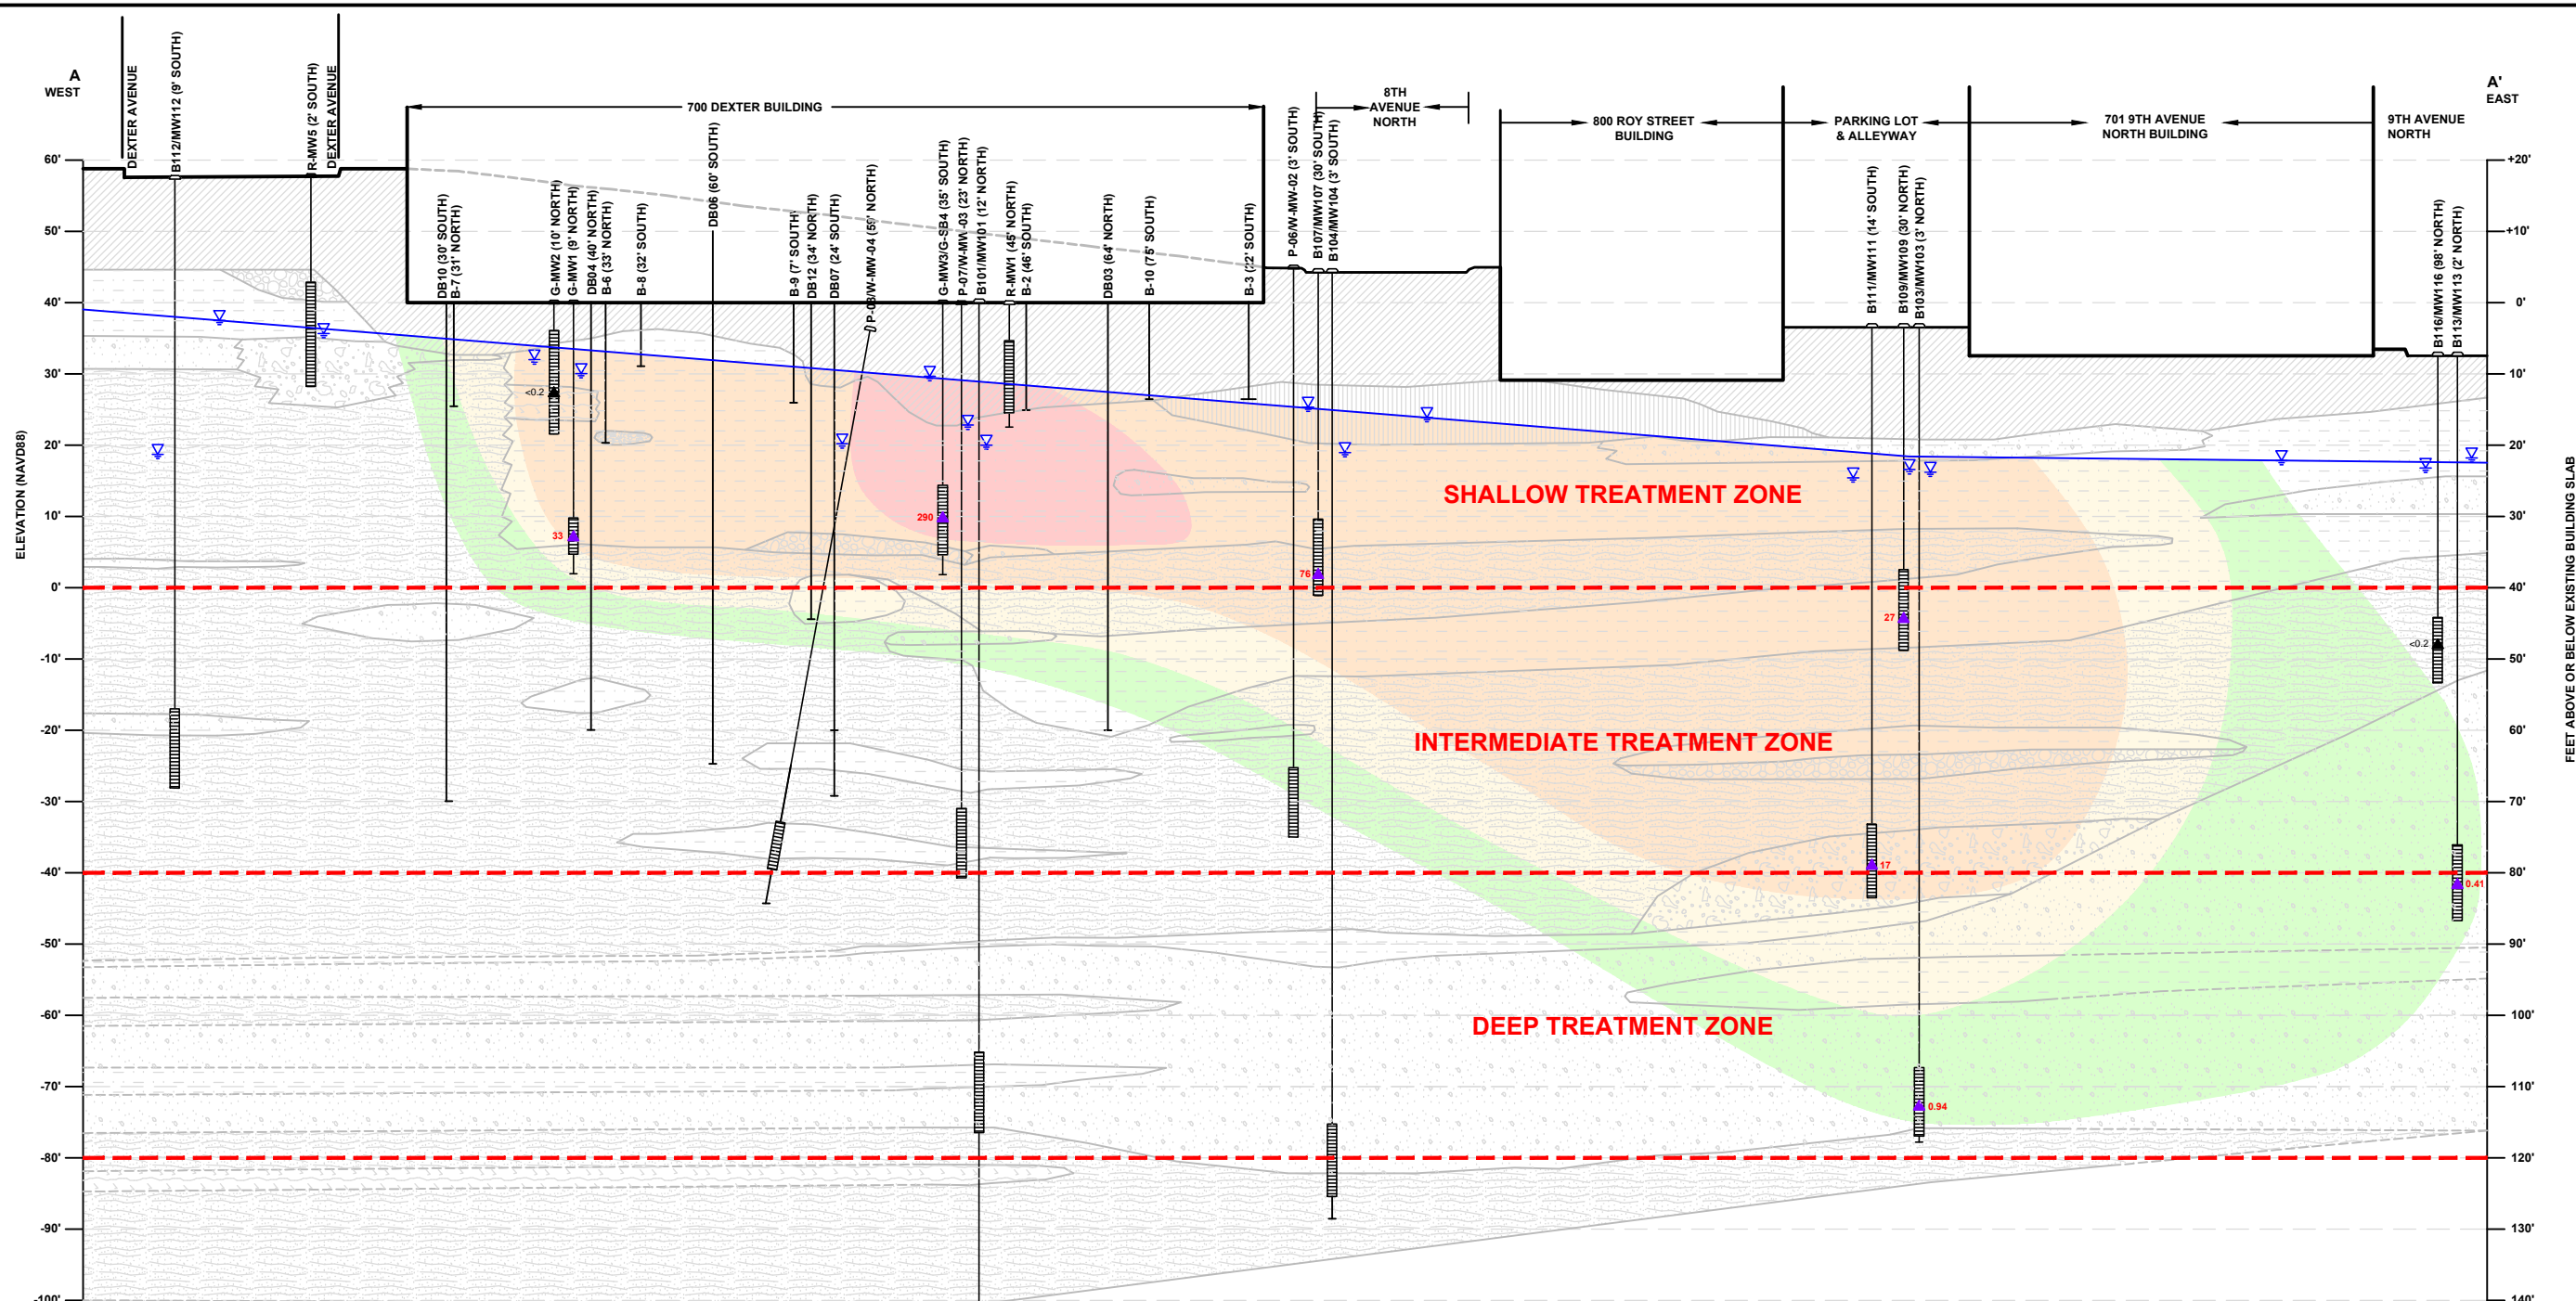 A
WEST
DEXTER AVENUE
B112/MW112 (9' SOUTH)
R-MW5 (2' SOUTH)
DEXTER AVENUE
700 DEXTER BUILDING
8TH
AVENUE
NORTH
800 ROY STREET
BUILDING
PARKING LOT
& ALLEYWAY
701 9TH AVENUE
NORTH BUILDING
9TH AVENUE
NORTH
A'
EAST
DB10 (30' SOUTH)
B-7 (31' NORTH)
G-MW2 (10' NORTH)
G-MW1 (9' NORTH)
DB04 (40' NORTH)
B-6 (33' NORTH)
B-8 (32' SOUTH)
DB06 (60' SOUTH)
B-9 (7' SOUTH)
DB12 (34' NORTH)
DB07 (24' SOUTH)
G-MW3/G-SB4 (35' SOUTH)
P-07/W-MW-03 (23' NORTH)
B101/MW101 (12' NORTH)
R-MW1 (45' NORTH)
B-2 (46' SOUTH)
DB03 (64' NORTH)
B-10 (75' SOUTH)
B-3 (22' SOUTH)
P-06/W-MW-02 (3' SOUTH)
B107/MW107 (30' SOUTH)
B104/MW104 (3' SOUTH)
B111/MW111 (14' SOUTH)
B109/MW109 (30' NORTH)
B103/MW103 (3' NORTH)
B116/MW116 (98' NORTH)
B113/MW113 (2' NORTH)
ELEVATION (NAVD88)
60'
50'
40'
30'
20'
10'
0'
-10'
-20'
-30'
-40'
-50'
-60'
-70'
-80'
-90'
-100'
<0.2
33
290
76
27
17
0.94
<0.2
0.41
SHALLOW TREATMENT ZONE
INTERMEDIATE TREATMENT ZONE
DEEP TREATMENT ZONE
+20'
+10'
0'
10'
20'
30'
40'
50'
60'
70'
80'
90'
100'
110'
120'
130'
140'
FEET ABOVE OR BELOW EXISTING BUILDING SLAB